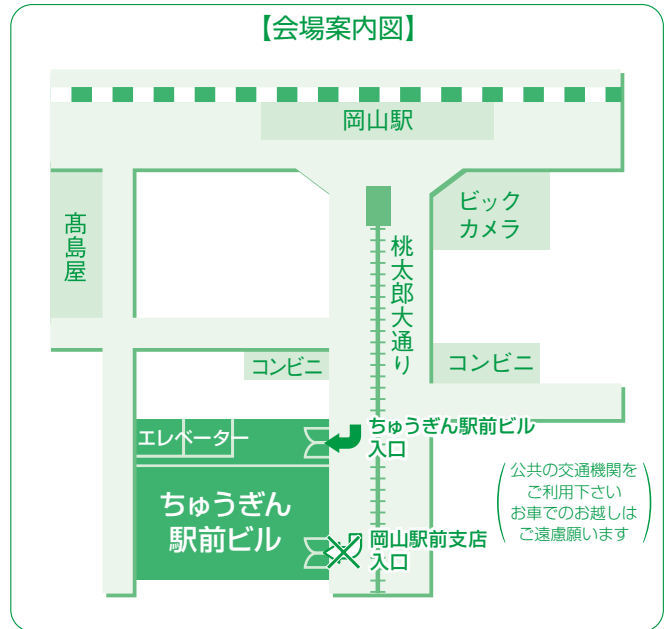 【会場案内図】
岡山駅
髙島屋
ビック
カメラ
桃太郎大通り
コンビニ
コンビニ
エレベーター
ちゅうぎん駅前ビル
入口
ちゅうぎん
駅前ビル
岡山駅前支店
入口
(公共の交通機関を
ご利用下さい
お車でのお越しは
ご遠慮願います)